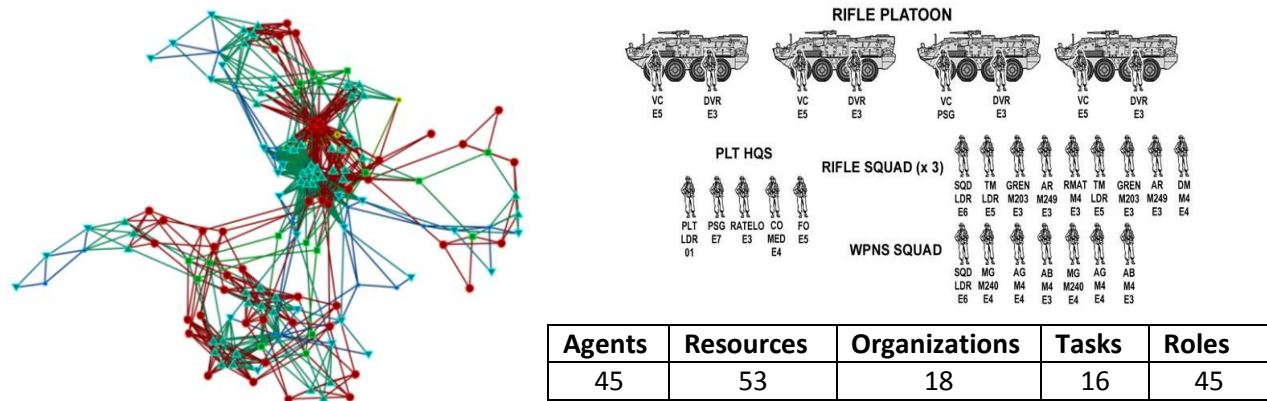 RIFLE PLATOON
VC DVR VC DVR VC DVR VC DVR
E5 E3 E5 E3 PSG E3 E5 E3
PLT HQS
PLT PSG RATELO CO FO
LDR E7 E3 MED E5
01 E4
RIFLE SQUAD (x 3)
SQD TM GREN AR RMAT TM GREN AR DM
LDR LDR M203 M249 M4 LDR M203 M249 M4
E6 E5 E3 E3 E3 E5 E3 E3 E4
WPNS SQUAD
SQD MG AG AB MG AG AB
LDR M240 M4 M4 M240 M4 M4
E6 E4 E4 E3 E4 E4 E3
Agents Resources Organizations Tasks Roles
45 53 18 16 45